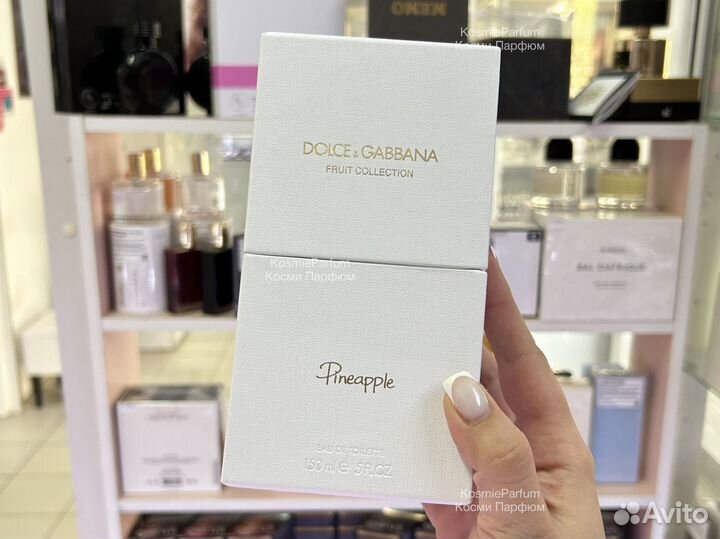 OMEN
KosmieParfum
Косми Парфюм
DOLCE & GABBANA
FRUIT COLLECTION
KosmieParfum
Косми Парфюм
BAL D'AFRIQUE
Pineapple
EAU DE TOILETTE
150 ml e 5 FL.OZ
KosmieParfum
Косми Парфюм
Avito